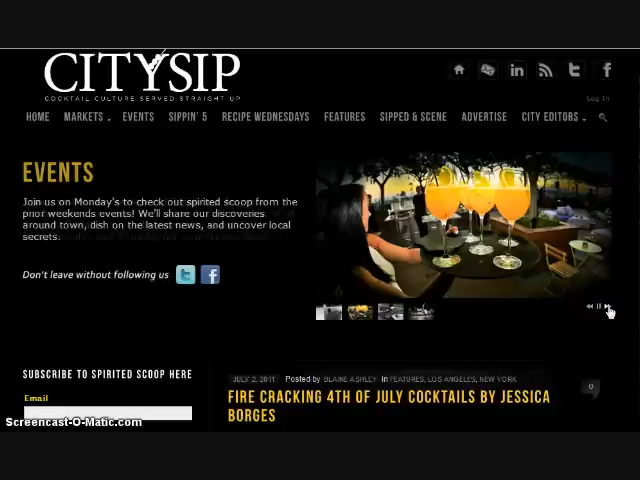 CITYSIP
COCKTAIL CULTURE SERVED STRAIGHT UP
Log In
HOME MARKETS EVENTS SIPPIN' 5 RECIPE WEDNESDAYS FEATURES SIPPED & SCENE ADVERTISE CITY EDITORS
EVENTS
Join us on Monday's to check out spirited scoop from the
prior weekends events! We'll share our discoveries
around town, dish on the latest news, and uncover local
secrets.
Don't leave without following us
SUBSCRIBE TO SPIRITED SCOOP HERE
Email
JULY 2, 2011 Posted by BLAINE ASHLEY In FEATURES, LOS ANGELES, NEW YORK
0
FIRE CRACKING 4TH OF JULY COCKTAILS BY JESSICA
BORGES
Screencast-O-Matic.com